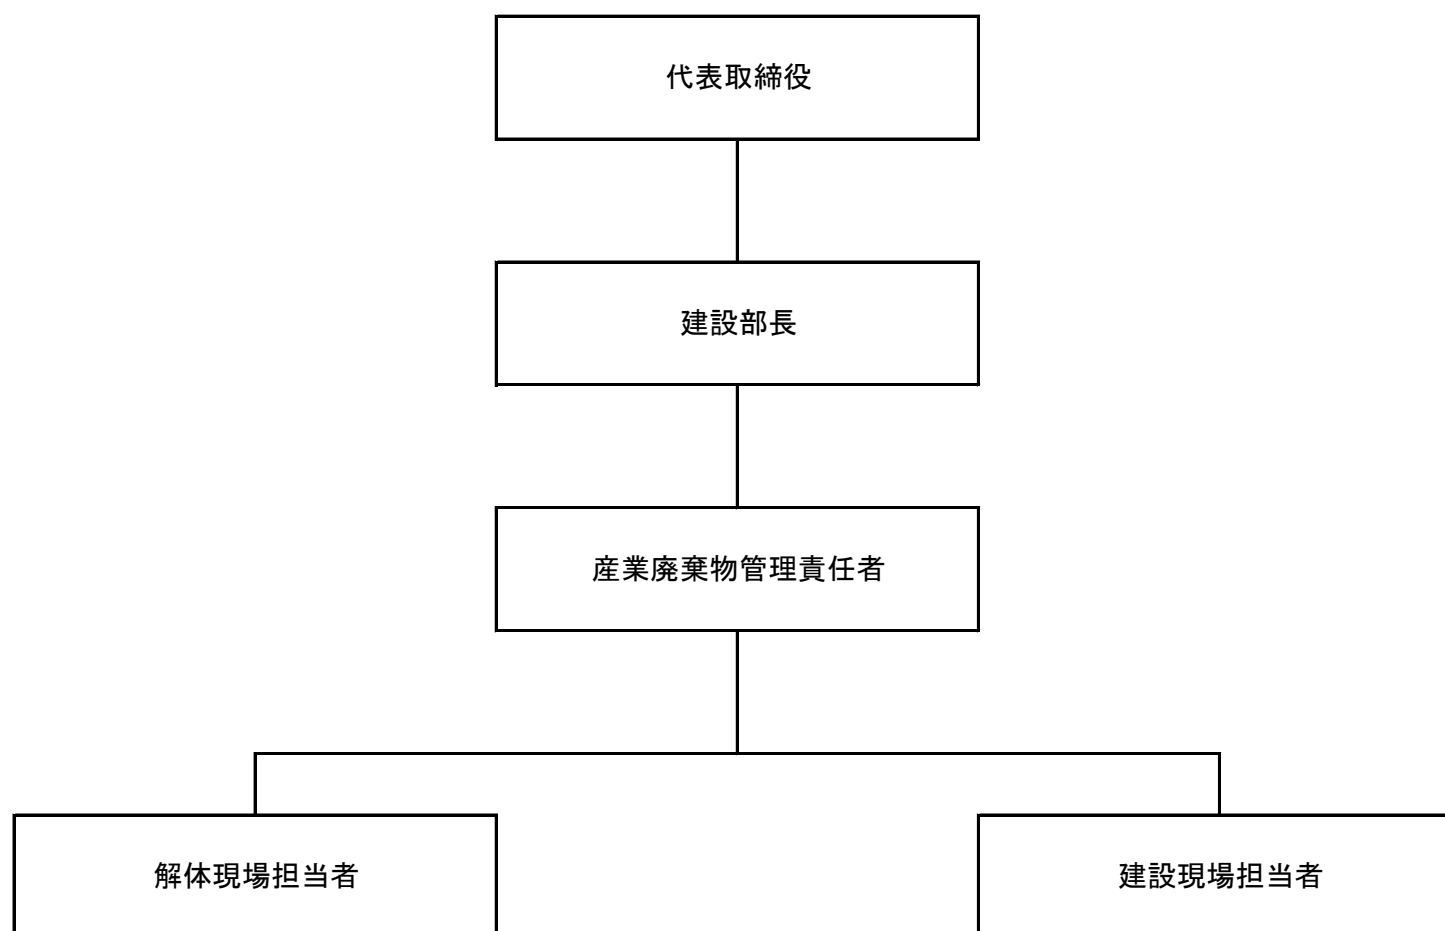 代表取締役
建設部長
産業廃棄物管理責任者
解体現場担当者
建設現場担当者